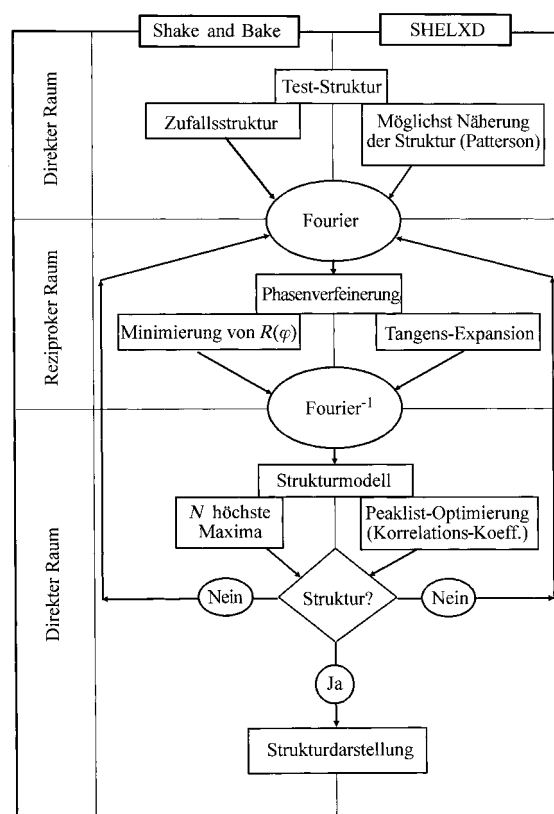 Shake and Bake
SHELXD
Direkter Raum
Test-Struktur
Zufallsstruktur
Möglichst Näherung
der Struktur (Patterson)
Fourier
Reziproker Raum
Phasenverfeinerung
Minimierung von R(φ)
Tangens-Expansion
Fourier⁻¹
Direkter Raum
Strukturmodell
N höchste
Maxima
Peaklist-Optimierung
(Korrelations-Koeff.)
Nein
Struktur?
Nein
Ja
Strukturdarstellung